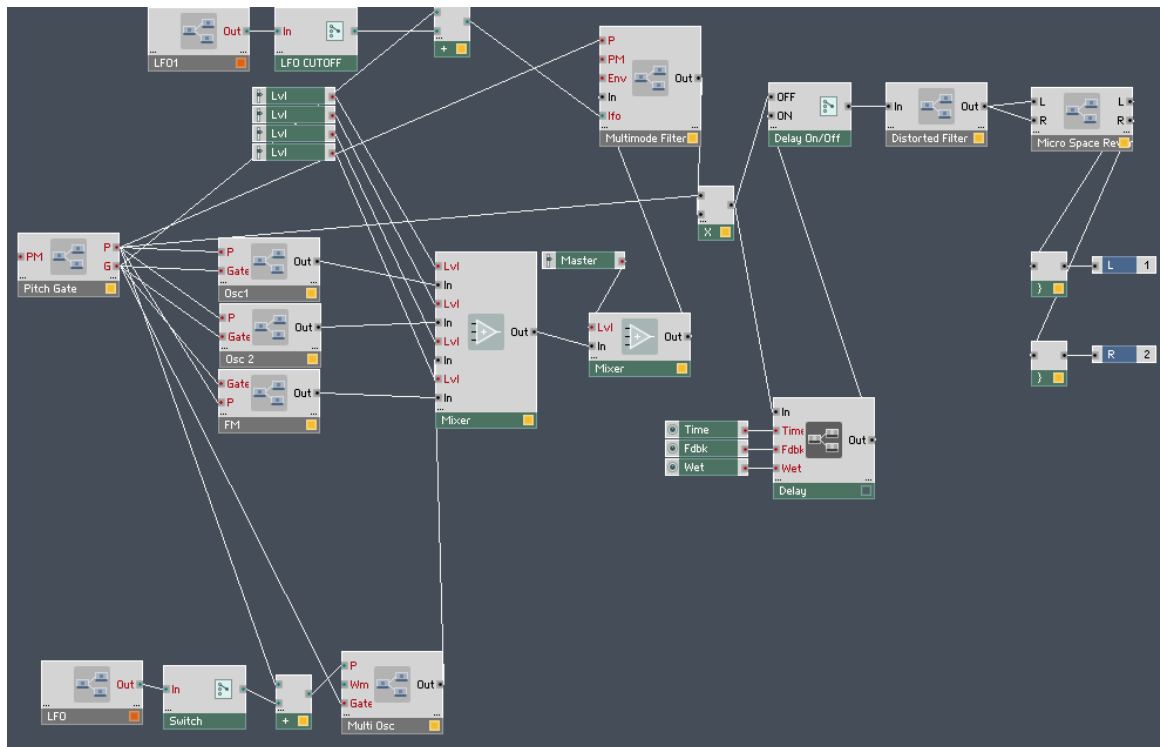 Out
LFO1
In
LFO CUTOFF
+
Lvl
Lvl
Lvl
Lvl
P
PM
Env
In
lfo
Out
Multimode Filter
OFF
ON
Delay On/Off
In
Out
Distorted Filter
L
R
L
R
Micro Space Rever
X
PM
P
G
Pitch Gate
P
Gate
Out
Osc1
P
Gate
Out
Osc 2
Gate
P
Out
FM
Lvl
In
Lvl
In
Lvl
In
Lvl
In
Out
Mixer
Master
Lvl
In
Out
Mixer
}
L 1
}
R 2
Time
Fdbk
Wet
In
Time
Fdbk
Wet
Out
Delay
Out
LFO
In
Switch
+
P
Wm
Gate
Out
Multi Osc